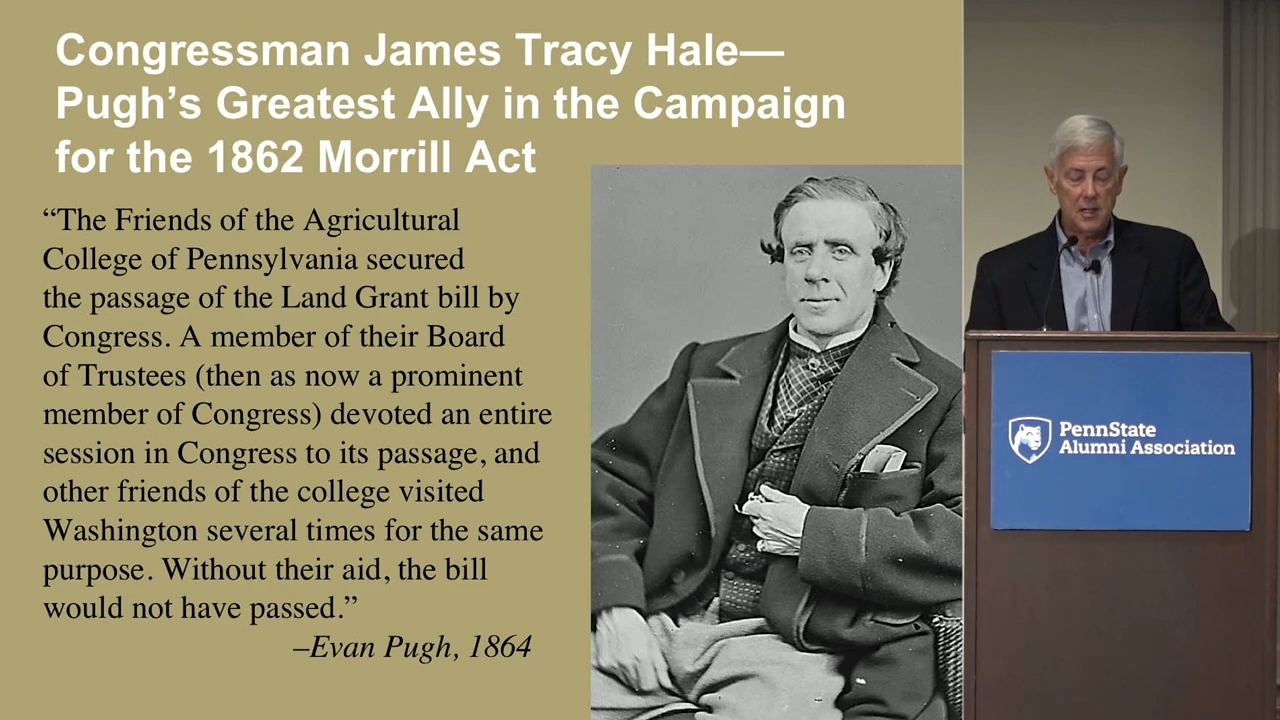 Congressman James Tracy Hale—
Pugh’s Greatest Ally in the Campaign
for the 1862 Morrill Act
“The Friends of the Agricultural
College of Pennsylvania secured
the passage of the Land Grant bill by
Congress. A member of their Board
of Trustees (then as now a prominent
member of Congress) devoted an entire
session in Congress to its passage, and
other friends of the college visited
Washington several times for the same
purpose. Without their aid, the bill
would not have passed.”
–Evan Pugh, 1864
PennState
Alumni Association